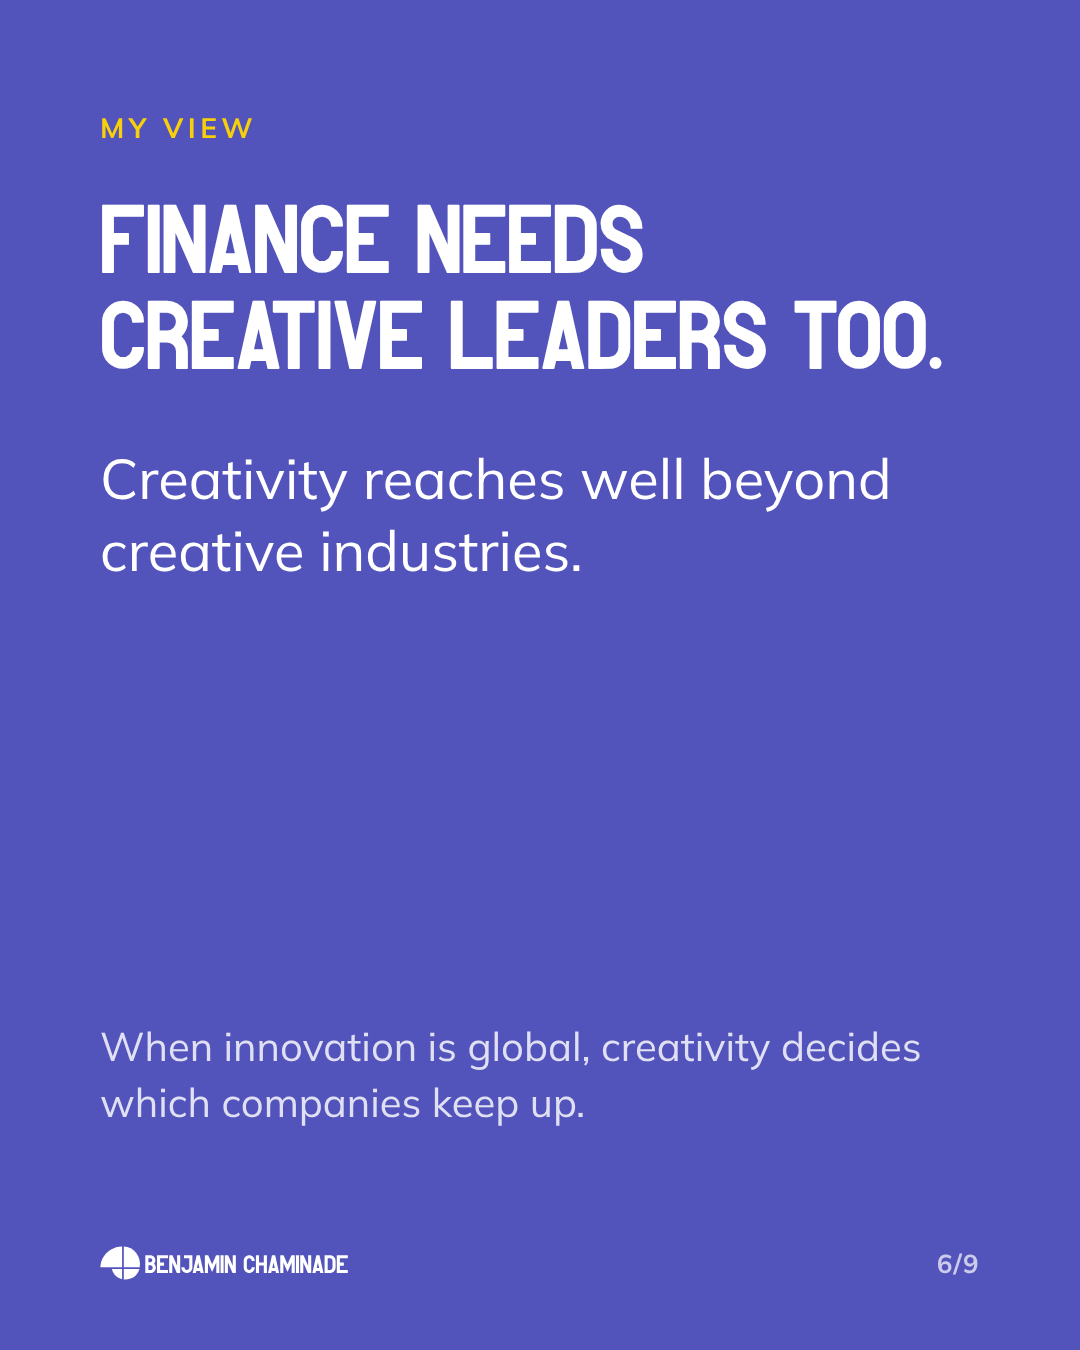 MY VIEW
FINANCE NEEDS
CREATIVE LEADERS TOO.
Creativity reaches well beyond
creative industries.
When innovation is global, creativity decides
which companies keep up.
BENJAMIN CHAMINADE
6/9